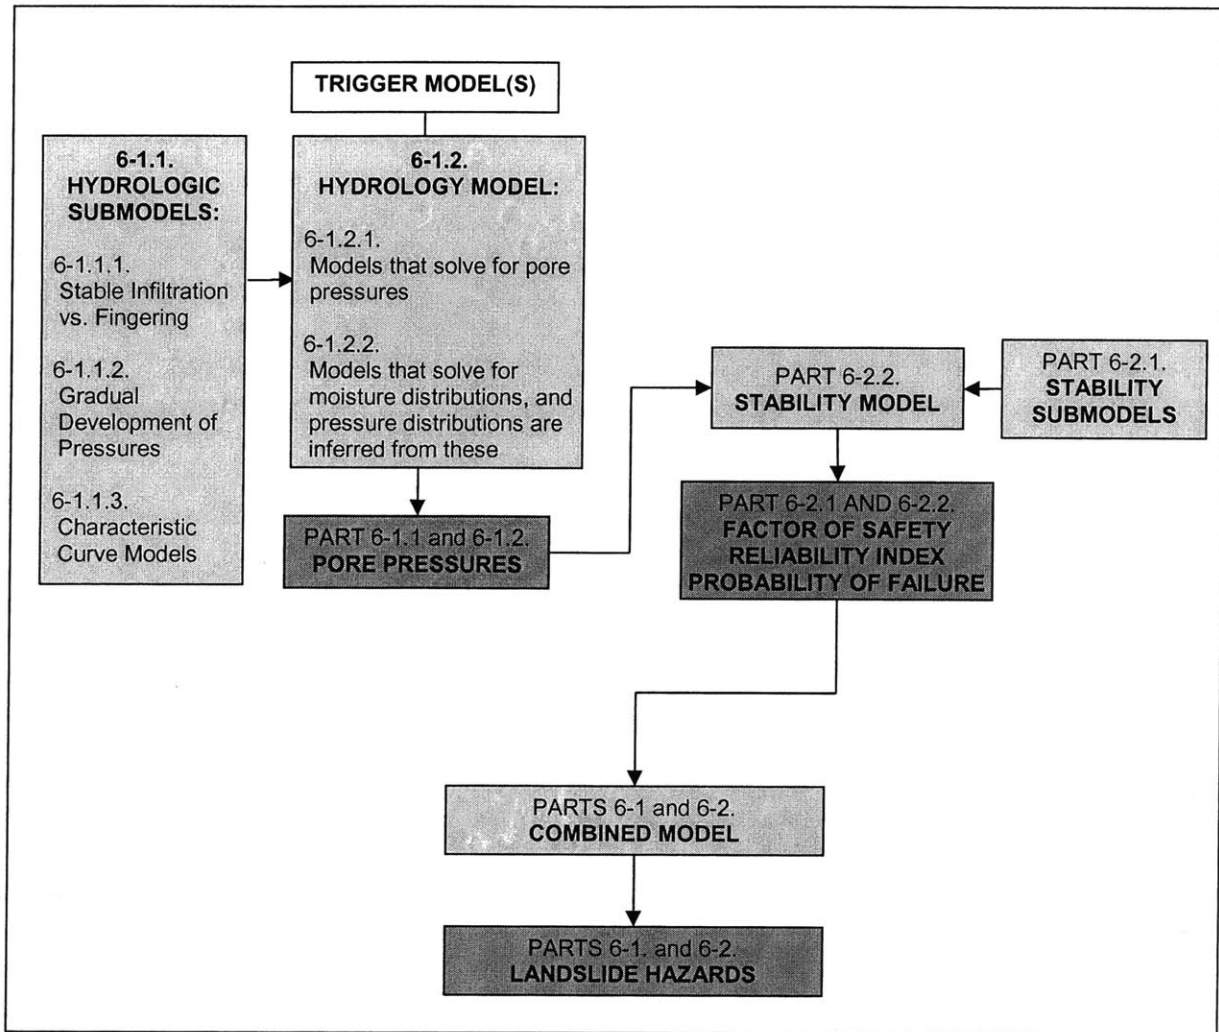 TRIGGER MODEL(S)
6-1.1.
HYDROLOGIC
SUBMODELS:
6-1.1.1.
Stable Infiltration
vs. Fingering
6-1.1.2.
Gradual
Development of
Pressures
6-1.1.3.
Characteristic
Curve Models
6-1.2.
HYDROLOGY MODEL:
6-1.2.1.
Models that solve for pore
pressures
6-1.2.2.
Models that solve for
moisture distributions, and
pressure distributions are
inferred from these
PART 6-1.1 and 6-1.2.
PORE PRESSURES
PART 6-2.2.
STABILITY MODEL
PART 6-2.1.
STABILITY
SUBMODELS
PART 6-2.1 AND 6-2.2.
FACTOR OF SAFETY
RELIABILITY INDEX
PROBABILITY OF FAILURE
PARTS 6-1 and 6-2.
COMBINED MODEL
PARTS 6-1. and 6-2.
LANDSLIDE HAZARDS